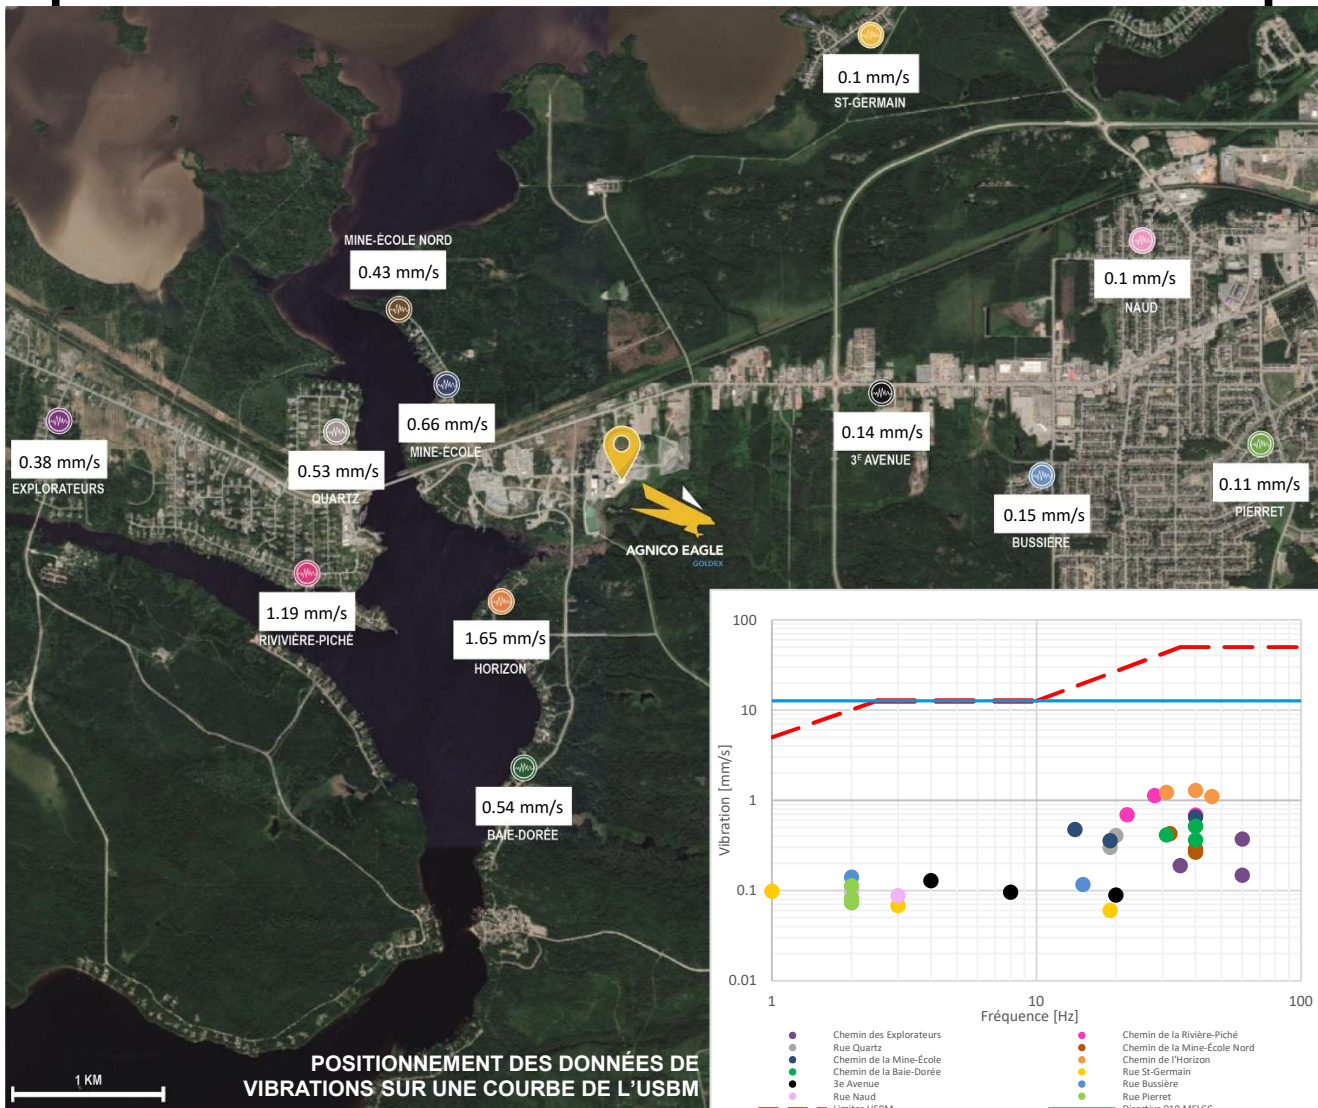 0.1 mm/s
ST-GERMAIN
MINE-ÉCOLE NORD
0.43 mm/s
0.1 mm/s
NAUD
0.66 mm/s
MINE-ÉCOLE
0.38 mm/s
EXPLORATEURS
0.53 mm/s
QUARTZ
0.14 mm/s
3E AVENUE
0.11 mm/s
PIERRET
0.15 mm/s
BUSSIÈRE
AGNICO EAGLE
GOLDEX
1.19 mm/s
RIVIVIÈRE-PICHÉ
1.65 mm/s
HORIZON
0.54 mm/s
BAIE-DORÉE
100
10
1
0.1
0.01
Vibration [mm/s]
1
10
100
Fréquence [Hz]
Chemin des Explorateurs
Chemin de la Rivière-Piché
Rue Quartz
Chemin de la Mine-École Nord
Chemin de la Mine-École
Chemin de l'Horizon
Chemin de la Baie-Dorée
Rue St-Germain
3e Avenue
Rue Bussière
Rue Naud
Rue Pierret
Limites USBM
Directive 019 MELCC
POSITIONNEMENT DES DONNÉES DE
VIBRATIONS SUR UNE COURBE DE L'USBM
1 KM